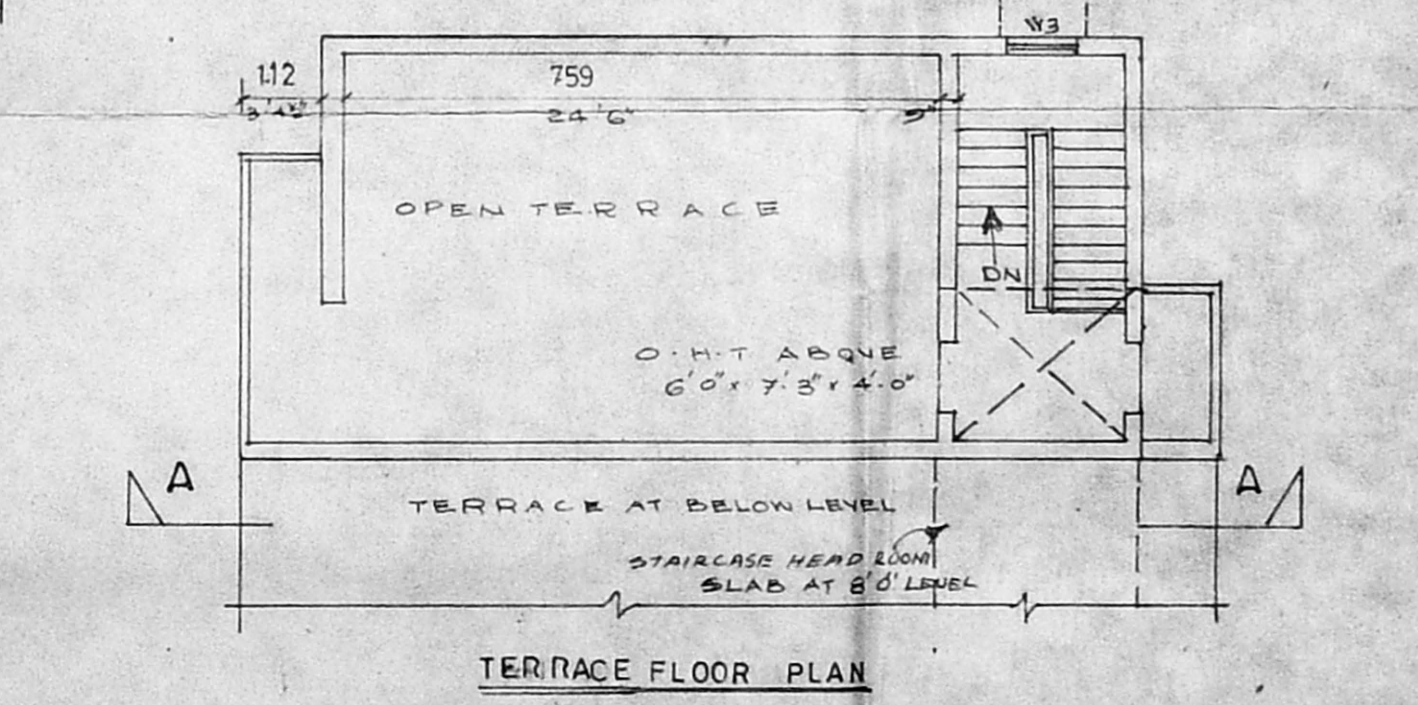 W3
1.12 759
3'4½" 24'6" 9"
OPEN TERRACE
DN
O.H.T ABOVE
6'0" x 7'.3" x 4'.0"
A A
TERRACE AT BELOW LEVEL
STAIRCASE HEAD ROOM
SLAB AT 8'0" LEVEL
TERRACE FLOOR PLAN